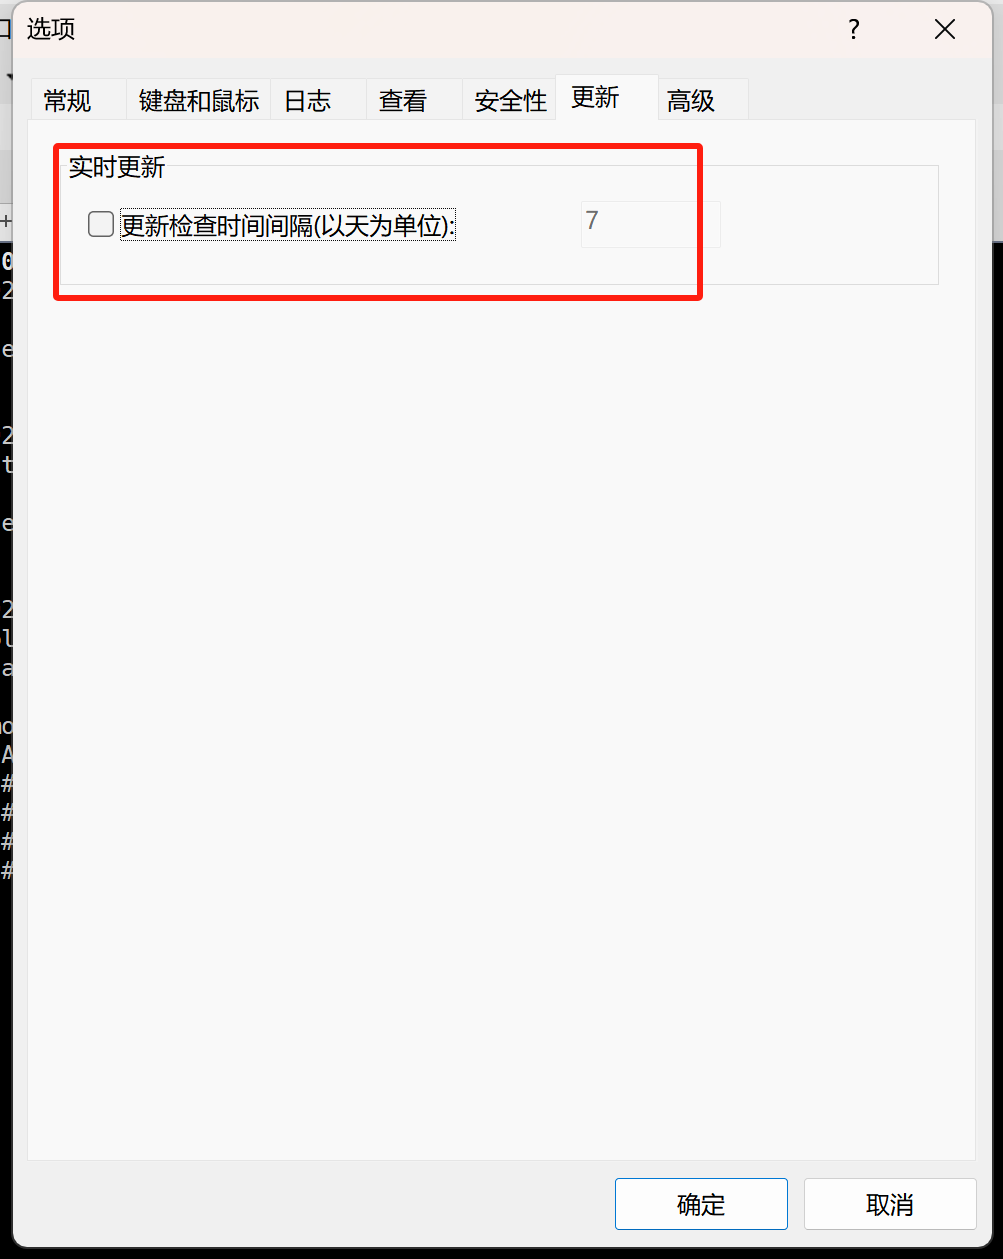 选项
?
常规 键盘和鼠标 日志 查看 安全性 更新 高级
实时更新
更新检查时间间隔(以天为单位): 7
确定 取消